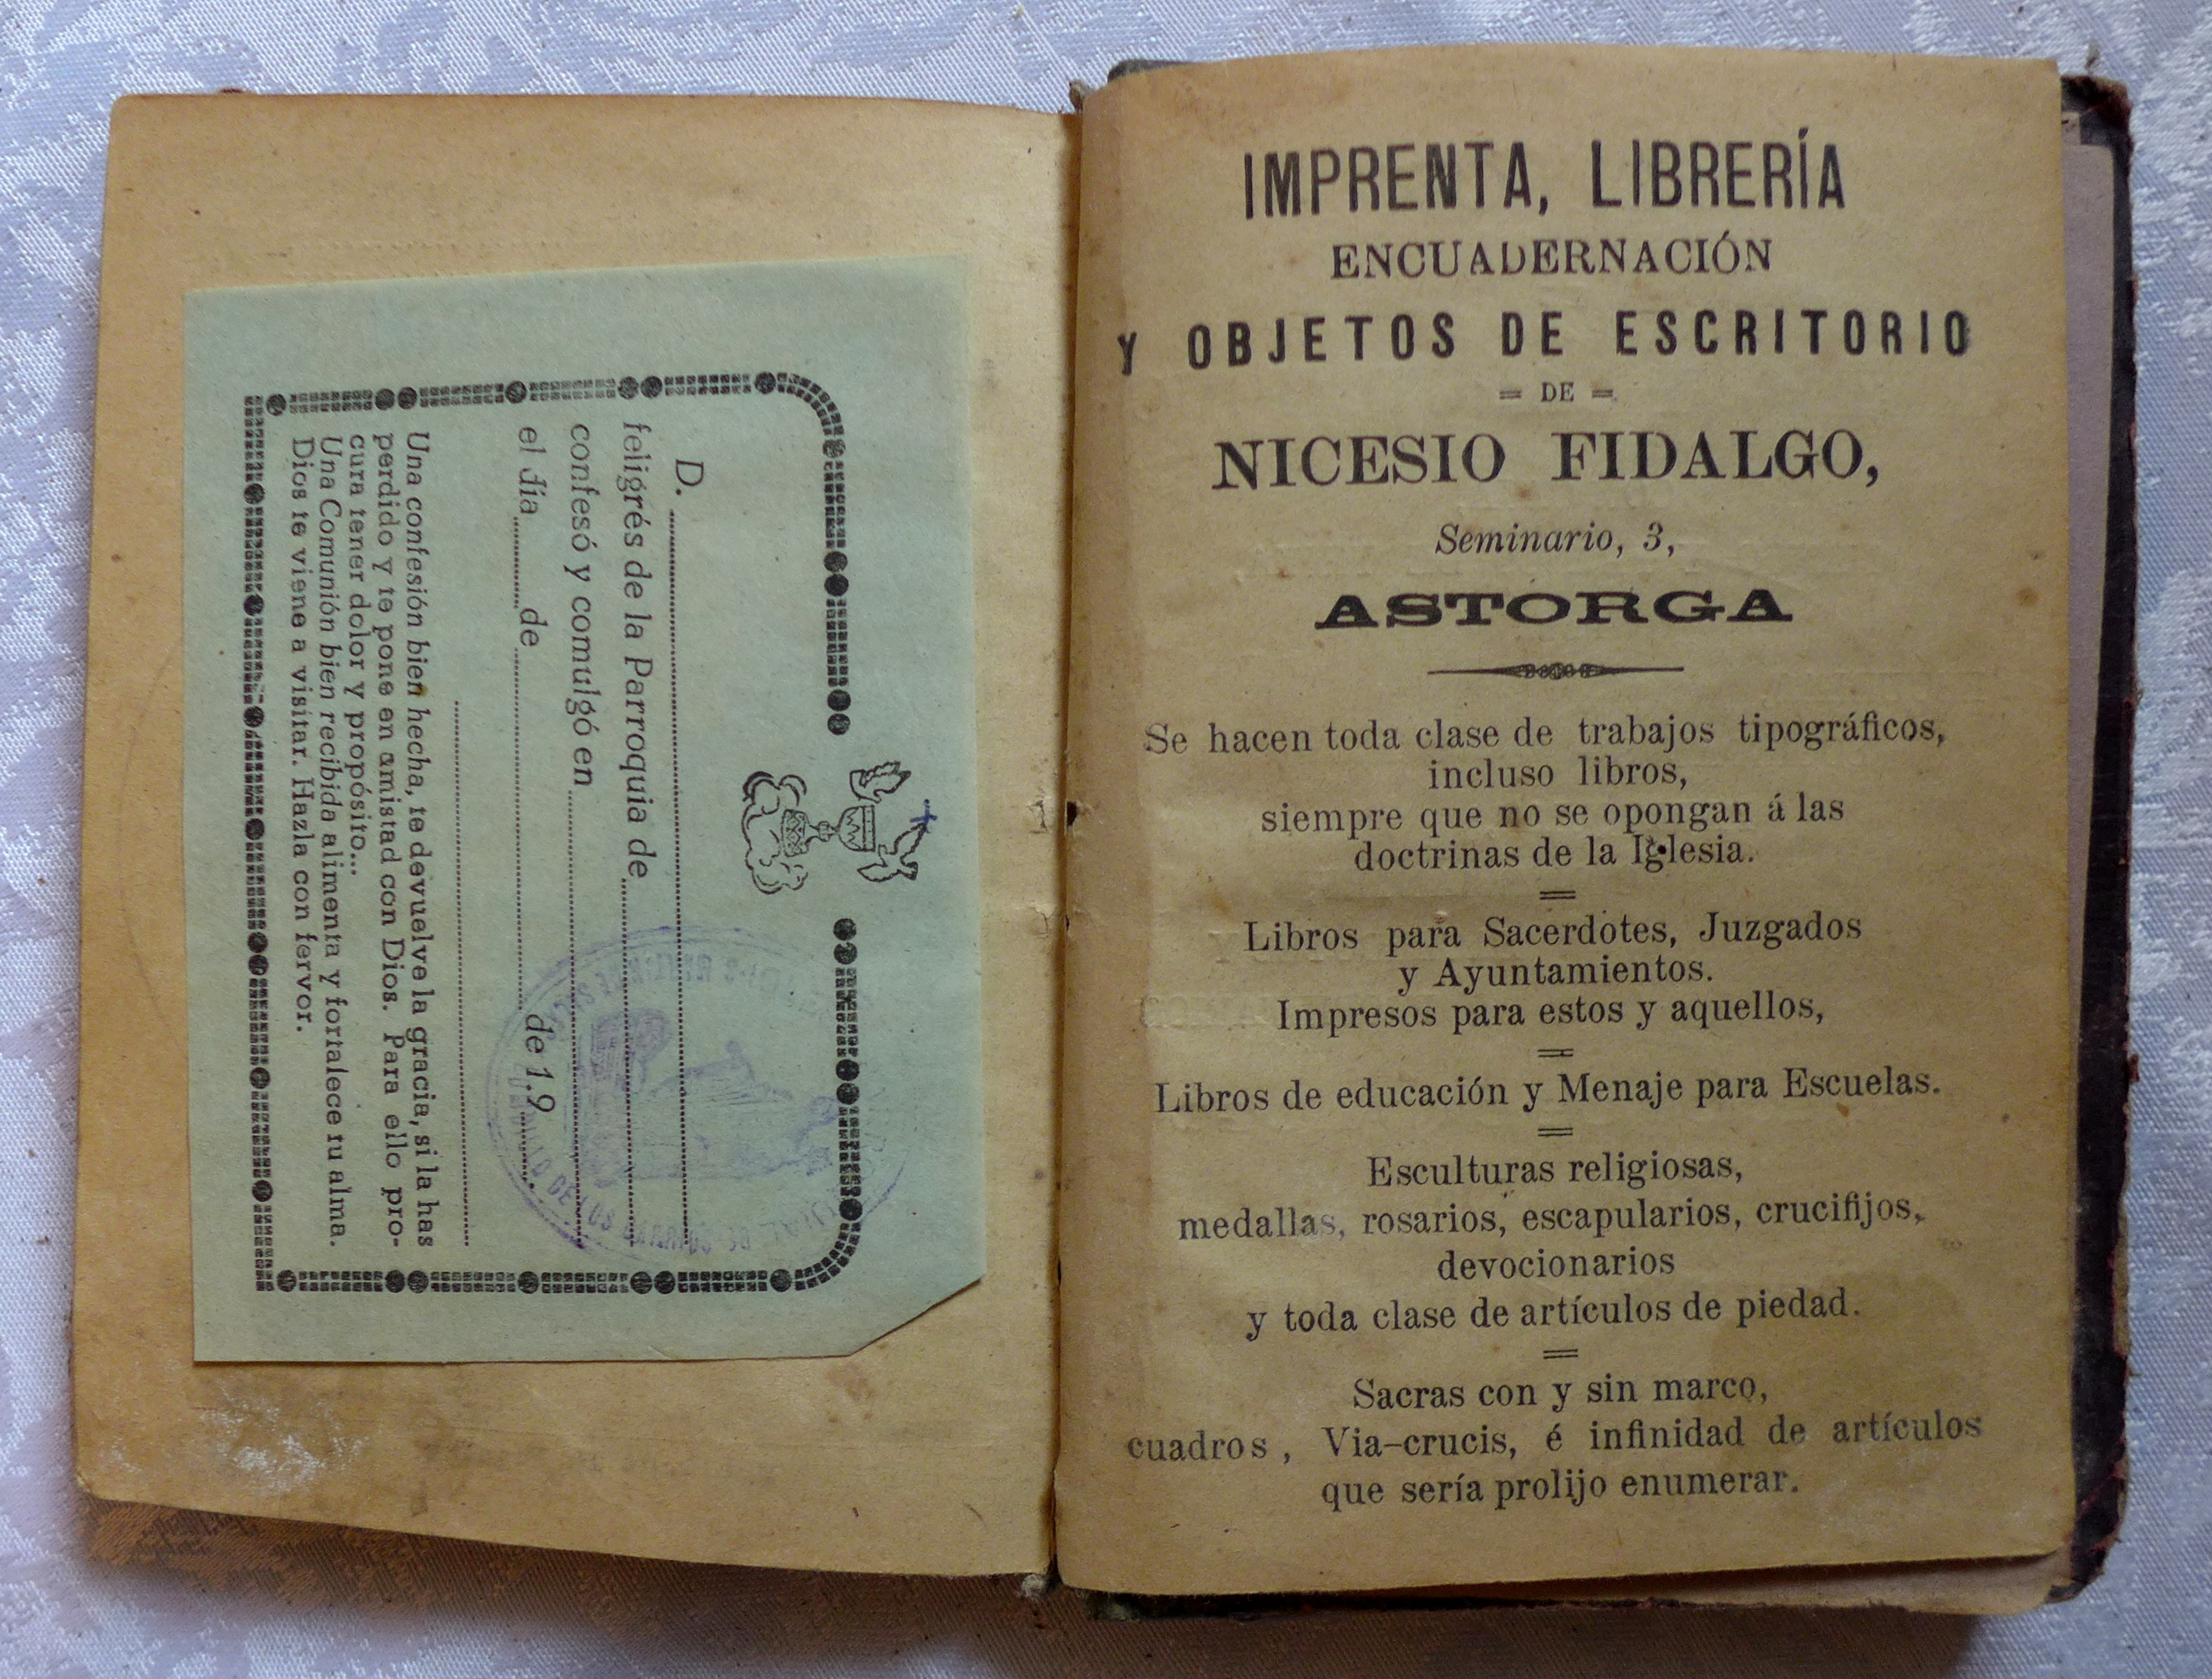 D.
feligrés de la Parroquia de
confesó y comulgó en
el día de de 1.9 .
Una confesión bien hecha, te devuelve la gracia, si la has
perdido y te pone en amistad con Dios. Para ello pro-
cura tener dolor y propósito...
Una Comunión bien recibida alimenta y fortalece tu alma.
Dios te viene a visitar. Hazla con fervor.
IMPRENTA, LIBRERÍA
ENCUADERNACIÓN
Y OBJETOS DE ESCRITORIO
= DE =
NICESIO FIDALGO,
Seminario, 3,
ASTORGA
Se hacen toda clase de trabajos tipográficos,
incluso libros,
siempre que no se opongan á las
doctrinas de la Iglesia.
Libros para Sacerdotes, Juzgados
y Ayuntamientos.
Impresos para estos y aquellos,
Libros de educación y Menaje para Escuelas.
Esculturas religiosas,
medallas, rosarios, escapularios, crucifijos,
devocionarios
y toda clase de artículos de piedad.
Sacras con y sin marco,
cuadros, Via-crucis, é infinidad de artículos
que sería prolijo enumerar.